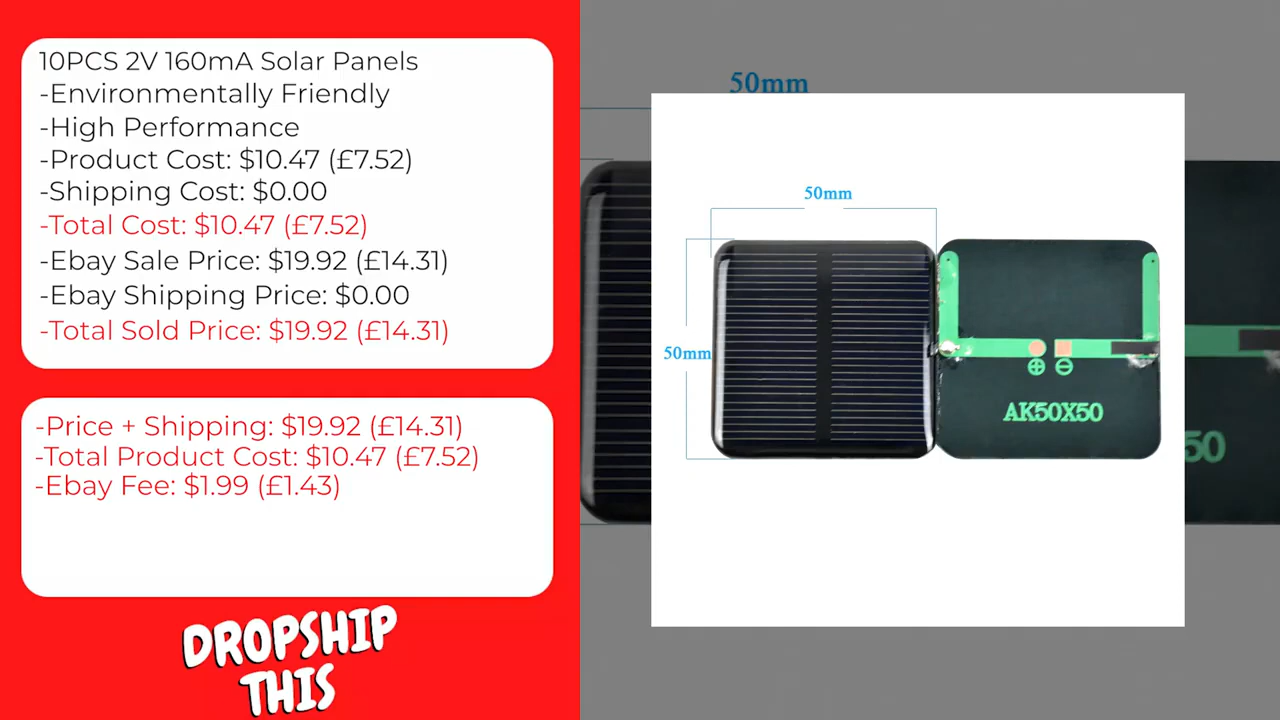 10PCS 2V 160mA Solar Panels
-Environmentally Friendly
-High Performance
-Product Cost: $10.47 (£7.52)
-Shipping Cost: $0.00
-Total Cost: $10.47 (£7.52)
-Ebay Sale Price: $19.92 (£14.31)
-Ebay Shipping Price: $0.00
-Total Sold Price: $19.92 (£14.31)
-Price + Shipping: $19.92 (£14.31)
-Total Product Cost: $10.47 (£7.52)
-Ebay Fee: $1.99 (£1.43)
DROPSHIP
THIS
50mm
50mm
50mm
AK50X50
50